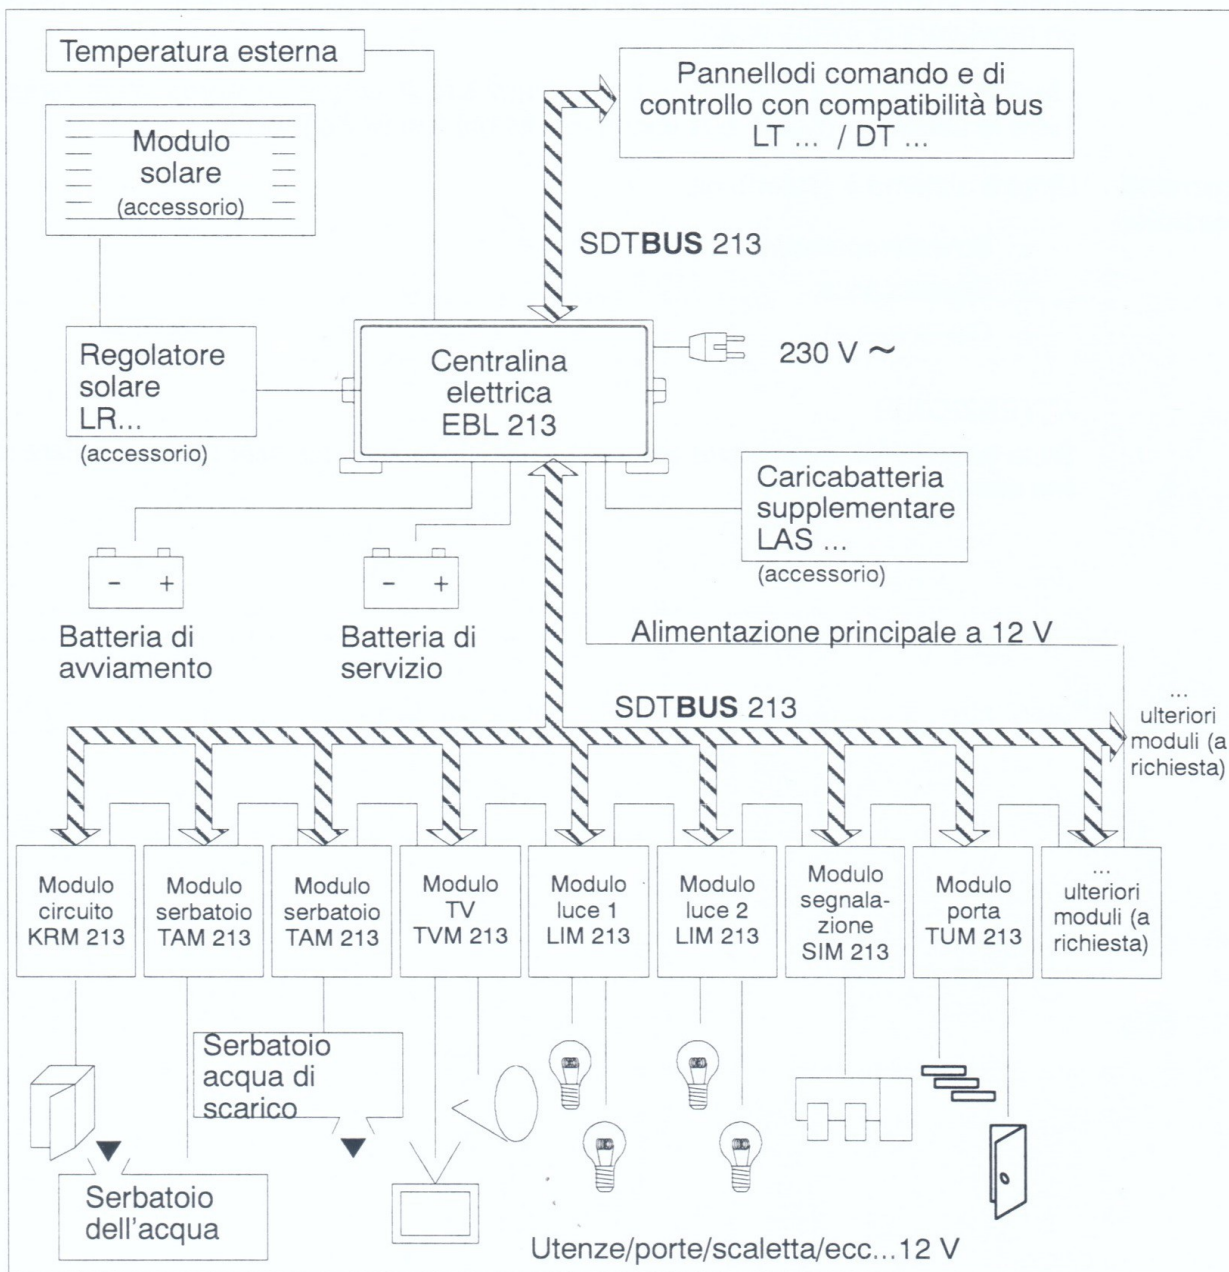 Temperatura esterna
Pannellodi comando e di
controllo con compatibilità bus
LT ... / DT ...
Modulo
solare
(accessorio)
SDTBUS 213
Regolatore
solare
LR...
(accessorio)
Centralina
elettrica
EBL 213
230 V ~
Caricabatteria
supplementare
LAS ...
(accessorio)
- +
- +
Batteria di
avviamento
Batteria di
servizio
Alimentazione principale a 12 V
SDTBUS 213
...
ulteriori
moduli (a
richiesta)
Modulo
circuito
KRM 213
Modulo
serbatoio
TAM 213
Modulo
serbatoio
TAM 213
Modulo
TV
TVM 213
Modulo
luce 1
LIM 213
Modulo
luce 2
LIM 213
Modulo
segnala-
zione
SIM 213
Modulo
porta
TUM 213
...
ulteriori
moduli (a
richiesta)
Serbatoio
acqua di
scarico
Serbatoio
dell'acqua
Utenze/porte/scaletta/ecc...12 V